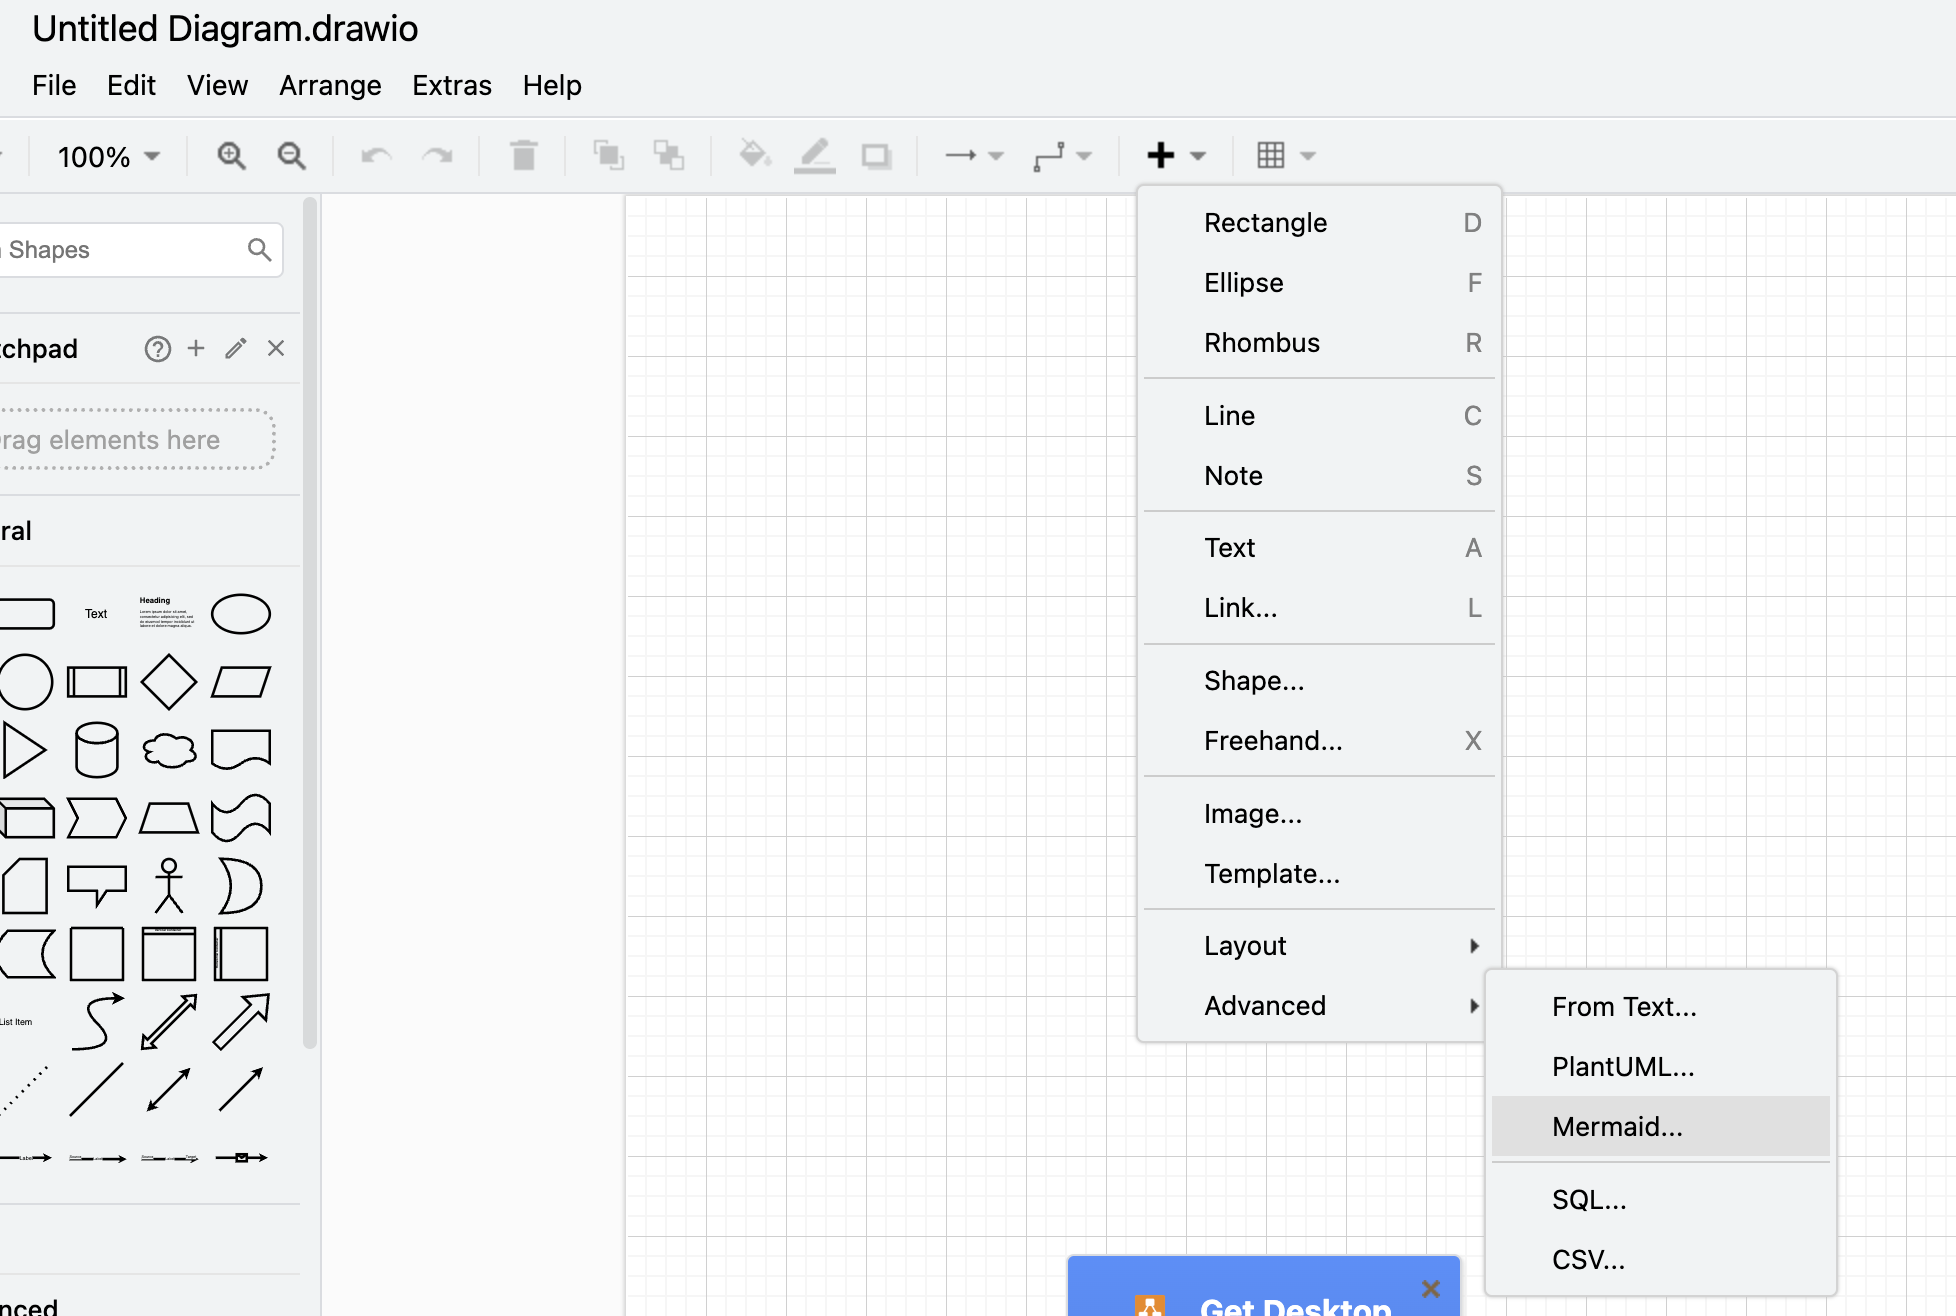 Untitled Diagram.drawio
File Edit View Arrange Extras Help
100%
Shapes
tchpad
rag elements here
ral
Text
Heading
List Item
Label
nced
Rectangle D
Ellipse F
Rhombus R
Line C
Note S
Text A
Link... L
Shape...
Freehand... X
Image...
Template...
Layout
Advanced
From Text...
PlantUML...
Mermaid...
SQL...
CSV...
Get Desktop